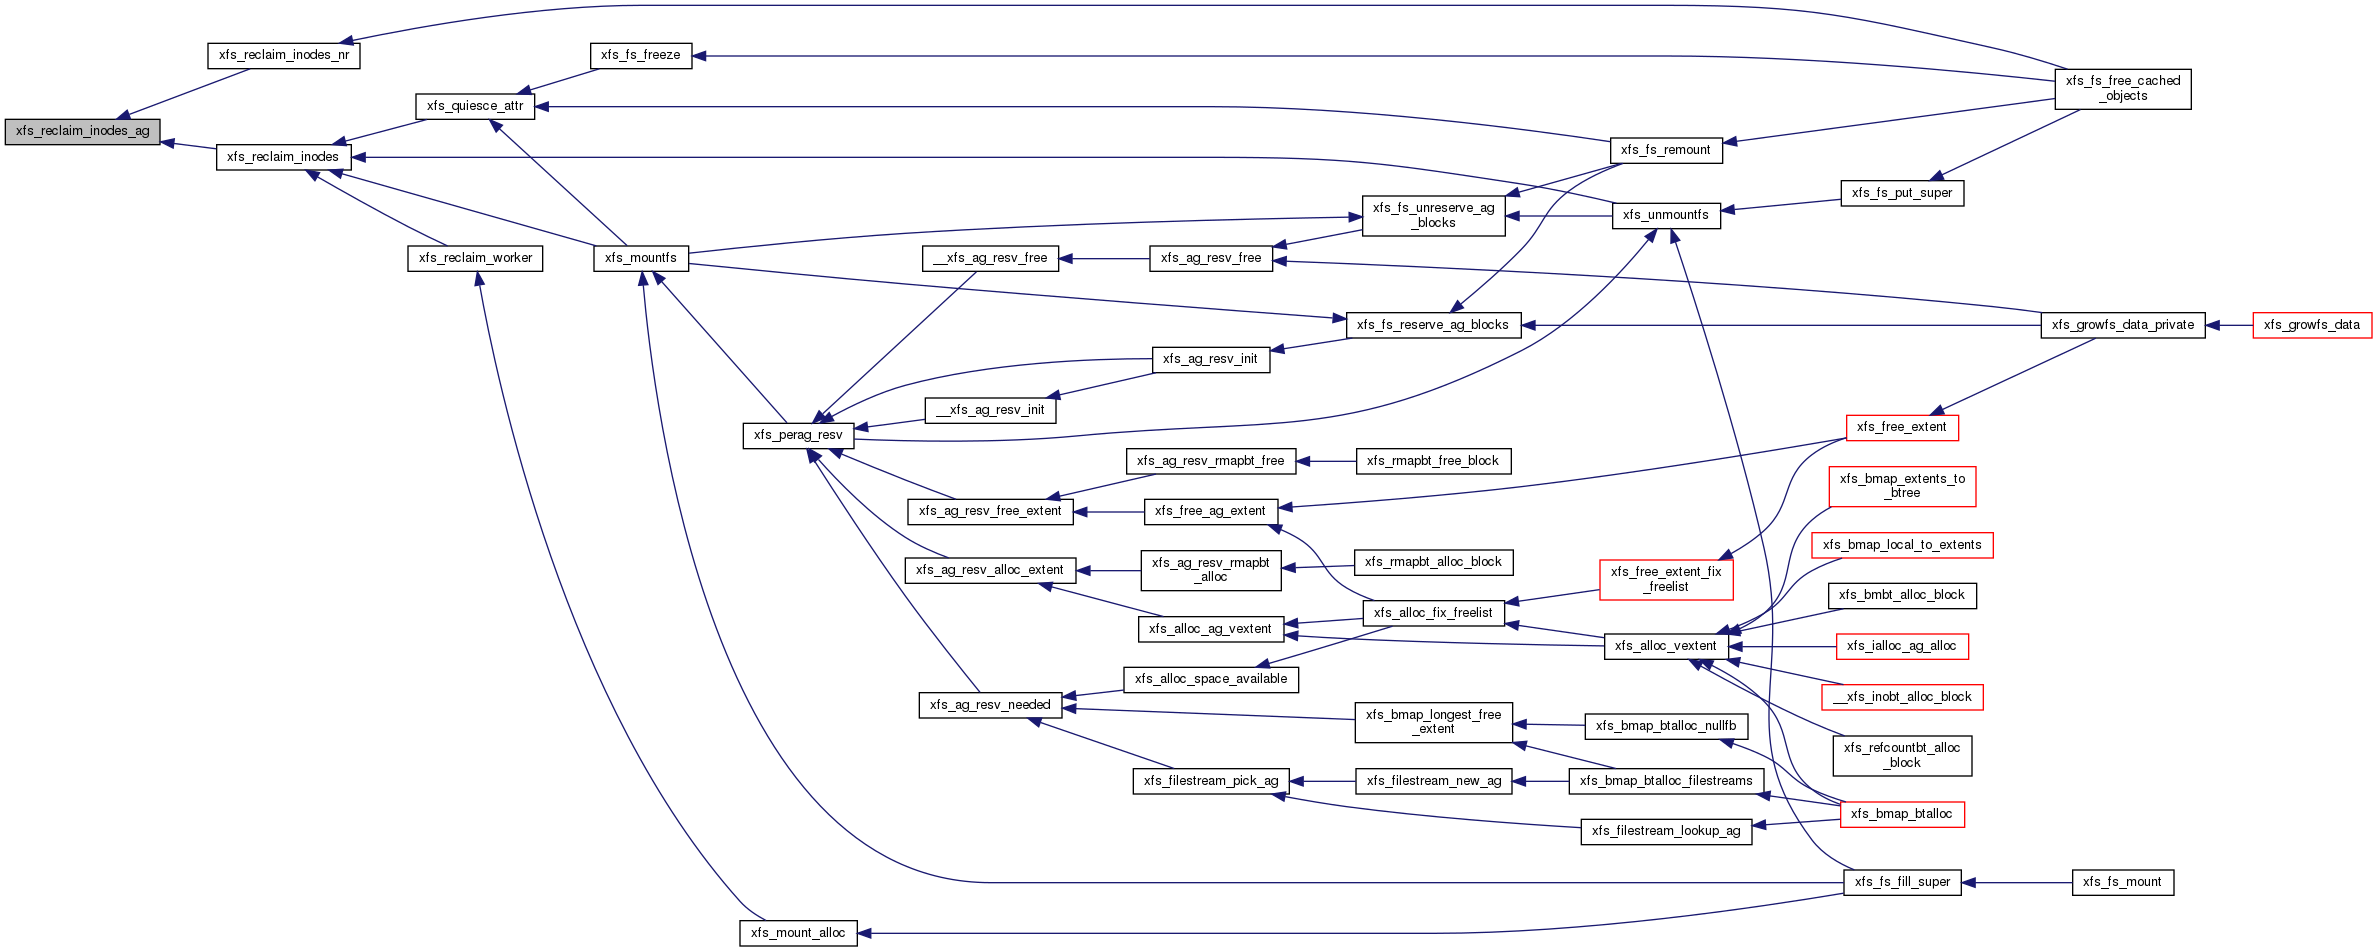 xfs_reclaim_inodes_ag
xfs_reclaim_inodes_nr
xfs_reclaim_inodes
xfs_quiesce_attr
xfs_reclaim_worker
xfs_fs_freeze
xfs_mountfs
xfs_perag_resv
xfs_mount_alloc
__xfs_ag_resv_free
__xfs_ag_resv_init
xfs_ag_resv_free_extent
xfs_ag_resv_alloc_extent
xfs_ag_resv_needed
xfs_ag_resv_free
xfs_ag_resv_init
xfs_ag_resv_rmapbt_free
xfs_free_ag_extent
xfs_ag_resv_rmapbt
_alloc
xfs_alloc_ag_vextent
xfs_alloc_space_available
xfs_filestream_pick_ag
xfs_fs_unreserve_ag
_blocks
xfs_fs_reserve_ag_blocks
xfs_rmapbt_free_block
xfs_rmapbt_alloc_block
xfs_alloc_fix_freelist
xfs_bmap_longest_free
_extent
xfs_filestream_new_ag
xfs_fs_remount
xfs_unmountfs
xfs_free_extent_fix
_freelist
xfs_alloc_vextent
xfs_bmap_btalloc_nullfb
xfs_bmap_btalloc_filestreams
xfs_filestream_lookup_ag
xfs_fs_put_super
xfs_free_extent
xfs_bmap_extents_to
_btree
xfs_bmap_local_to_extents
xfs_bmbt_alloc_block
xfs_ialloc_ag_alloc
__xfs_inobt_alloc_block
xfs_refcountbt_alloc
_block
xfs_bmap_btalloc
xfs_fs_fill_super
xfs_fs_free_cached
_objects
xfs_growfs_data_private
xfs_fs_mount
xfs_growfs_data